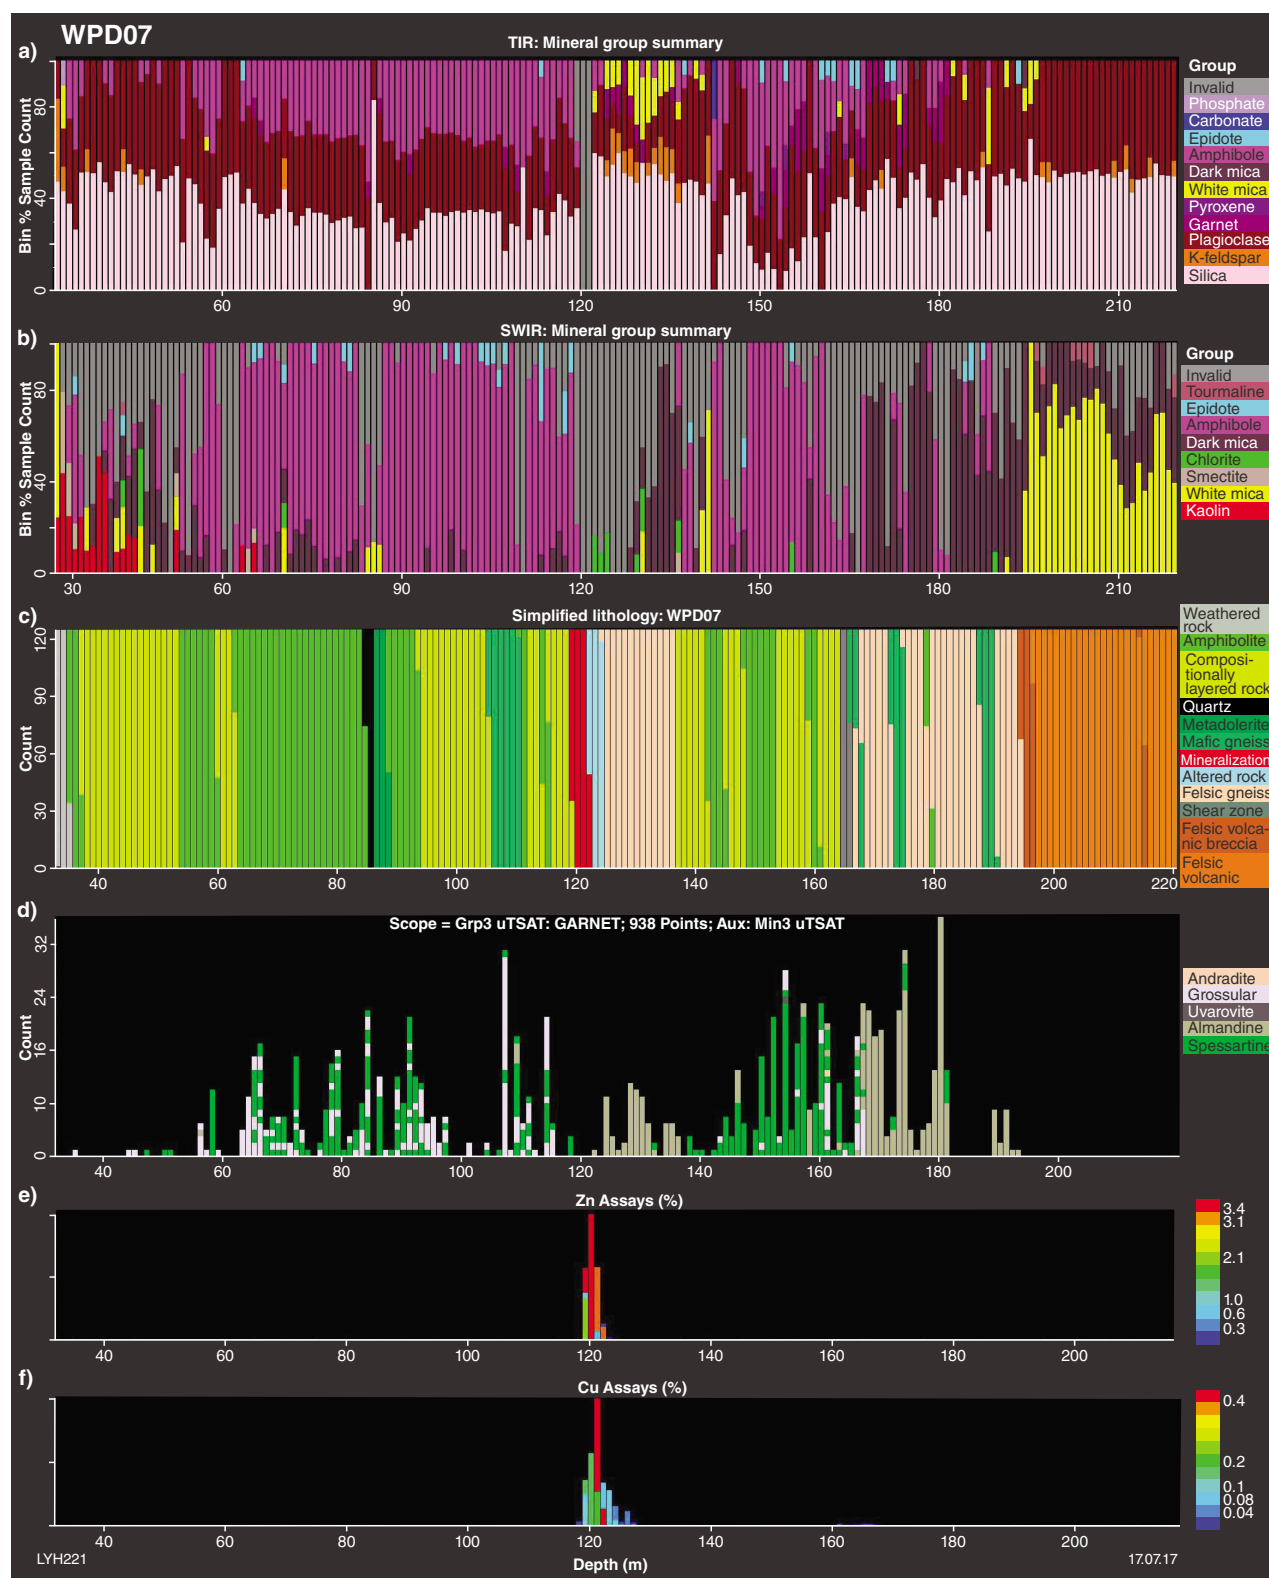 WPD07
a)
TIR: Mineral group summary
Bin % Sample Count
80
40
0
60
90
120
150
180
210
Group
Invalid
Phosphate
Carbonate
Epidote
Amphibole
Dark mica
White mica
Pyroxene
Garnet
Plagioclase
K-feldspar
Silica
b)
SWIR: Mineral group summary
Bin % Sample Count
80
40
0
30
60
90
120
150
180
210
Group
Invalid
Tourmaline
Epidote
Amphibole
Dark mica
Chlorite
Smectite
White mica
Kaolin
c)
Simplified lithology: WPD07
Count
120
90
60
30
0
40
60
80
100
120
140
160
180
200
220
Weathered
rock
Amphibolite
Composi-
tionally
layered rock
Quartz
Metadolerite
Mafic gneiss
Mineralization
Altered rock
Felsic gneiss
Shear zone
Felsic volca-
nic breccia
Felsic
volcanic
d)
Scope = Grp3 uTSAT: GARNET; 938 Points; Aux: Min3 uTSAT
Count
32
24
16
10
0
40
60
80
100
120
140
160
180
200
Andradite
Grossular
Uvarovite
Almandine
Spessartine
e)
Zn Assays (%)
40
60
80
100
120
140
160
180
200
3.4
3.1
2.1
1.0
0.6
0.3
f)
Cu Assays (%)
40
60
80
100
120
140
160
180
200
0.4
0.2
0.1
0.08
0.04
Depth (m)
LYH221
17.07.17